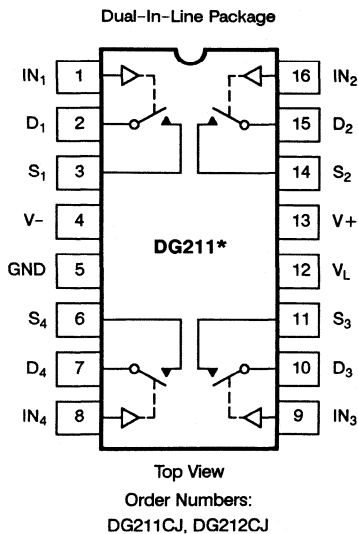 Dual-In-Line Package
IN1 1 16 IN2
D1 2 15 D2
S1 3 14 S2
V- 4 13 V+
DG211*
GND 5 12 VL
S4 6 11 S3
D4 7 10 D3
IN4 8 9 IN3
Top View
Order Numbers:
DG211CJ, DG212CJ